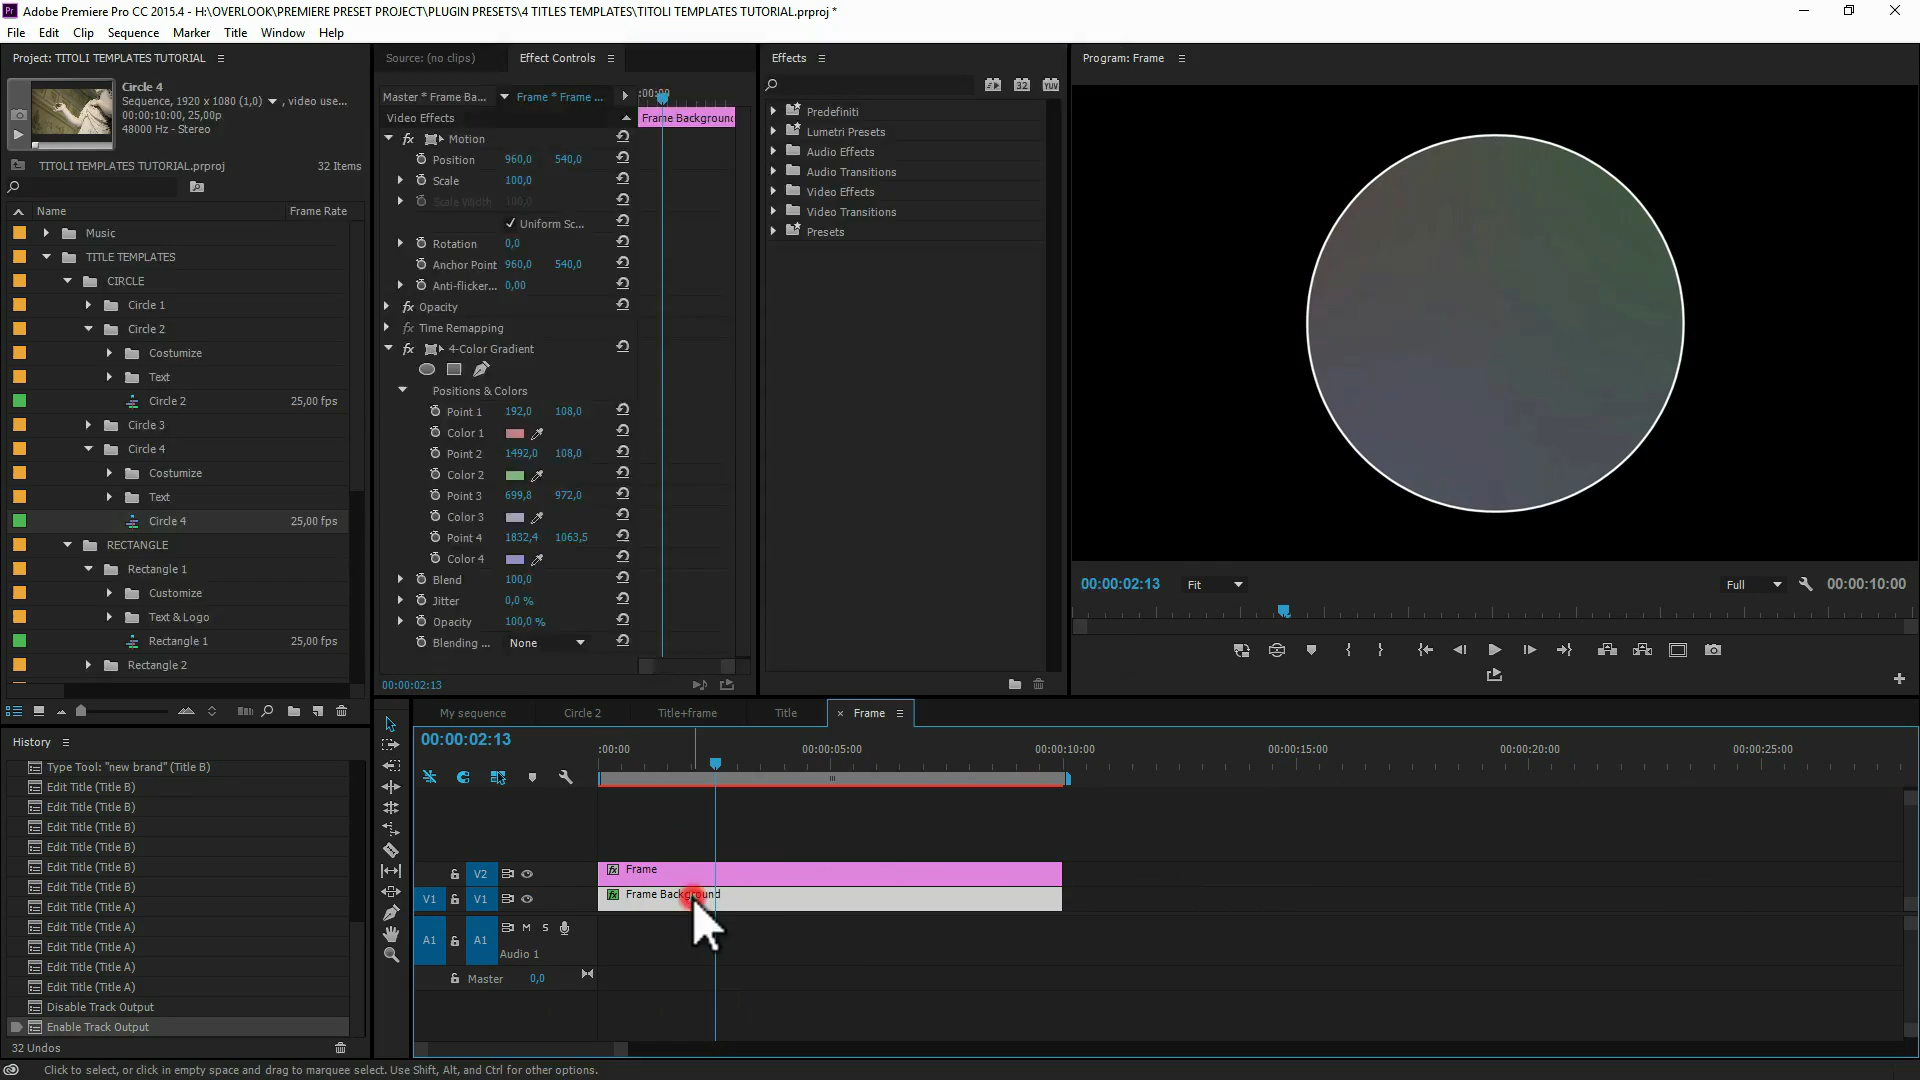 Adobe Premiere Pro CC 2015.4 - H:\OVERLOOK\PREMIERE PRESET PROJECT\PLUGIN PRESETS\4 TITLES TEMPLATES\TITOLI TEMPLATES TUTORIAL.prproj *
File Edit Clip Sequence Marker Title Window Help
Project: TITOLI TEMPLATES TUTORIAL
Circle 4
Sequence, 1920 x 1080 (1,0) , video use...
00:00:10:00, 25,00p
48000 Hz - Stereo
TITOLI TEMPLATES TUTORIAL.prproj 32 Items
Name Frame Rate
Music
TITLE TEMPLATES
CIRCLE
Circle 1
Circle 2
Costumize
Text
Circle 2 25,00 fps
Circle 3
Circle 4
Costumize
Text
Circle 4 25,00 fps
RECTANGLE
Rectangle 1
Customize
Text & Logo
Rectangle 1 25,00 fps
Rectangle 2
History
Type Tool: "new brand" (Title B)
Edit Title (Title B)
Edit Title (Title B)
Edit Title (Title B)
Edit Title (Title B)
Edit Title (Title B)
Edit Title (Title B)
Edit Title (Title A)
Edit Title (Title A)
Edit Title (Title A)
Edit Title (Title A)
Edit Title (Title A)
Disable Track Output
Enable Track Output
32 Undos
Source: (no clips) Effect Controls
Master * Frame Ba... Frame * Frame ... :00:00
Video Effects Frame Background
fx Motion
Position 960,0 540,0
Scale 100,0
Scale Width 100,0
Uniform Sc...
Rotation 0,0
Anchor Point 960,0 540,0
Anti-flicker... 0,00
fx Opacity
fx Time Remapping
fx 4-Color Gradient
Positions & Colors
Point 1 192,0 108,0
Color 1
Point 2 1492,0 108,0
Color 2
Point 3 699,8 972,0
Color 3
Point 4 1832,4 1063,5
Color 4
Blend 100,0
Jitter 0,0 %
Opacity 100,0 %
Blending ... None
00:00:02:13
Effects
32 YUV
Predefiniti
Lumetri Presets
Audio Effects
Audio Transitions
Video Effects
Video Transitions
Presets
Program: Frame
00:00:02:13 Fit Full 00:00:10:00
My sequence Circle 2 Title+frame Title × Frame
00:00:02:13
:00:00 00:00:05:00 00:00:10:00 00:00:15:00 00:00:20:00 00:00:25:00
V2 fx Frame
V1 V1 fx Frame Background
A1 A1 M S
Audio 1
Master 0,0
Click to select, or click in empty space and drag to marquee select. Use Shift, Alt, and Ctrl for other options.